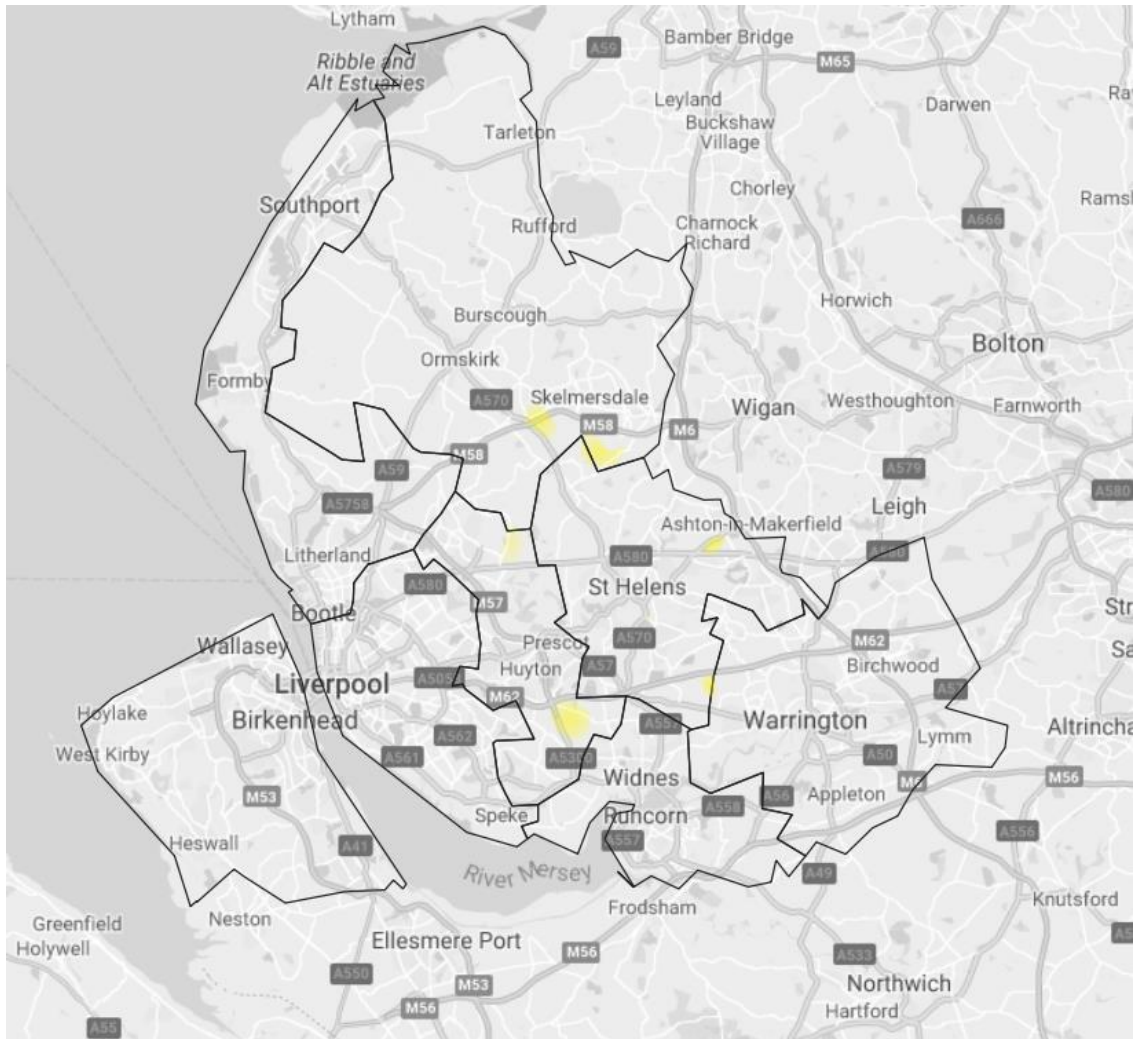 Lytham
Bamber Bridge
A59
M65
Ribble and
Alt Estuaries
Leyland
Buckshaw
Village
Darwen
Tarleton
Chorley
Southport
Rufford
Charnock
Richard
A666
Burscough
Horwich
Bolton
Ormskirk
Formby
A570
Skelmersdale
M58
M6
Wigan
Westhoughton
Farnworth
M58
A59
A579
A580
A5758
Leigh
Ashton-in-Makerfield
Litherland
A580
A580
A580
St Helens
M57
Bootle
Wallasey
Prescot
A570
M62
Huyton
A57
Birchwood
Liverpool
M62
A57
Hoylake
Birkenhead
A557
Warrington
Altrincha
West Kirby
A562
A561
A5300
A50
Lymm
Widnes
M6
M56
M53
Speke
Runcorn
A558
A56
Appleton
A556
Heswall
A41
A557
River Mersey
A49
Neston
Frodsham
Knutsford
Greenfield
Holywell
Ellesmere Port
M56
A550
M53
A533
Northwich
M56
Hartford
A55